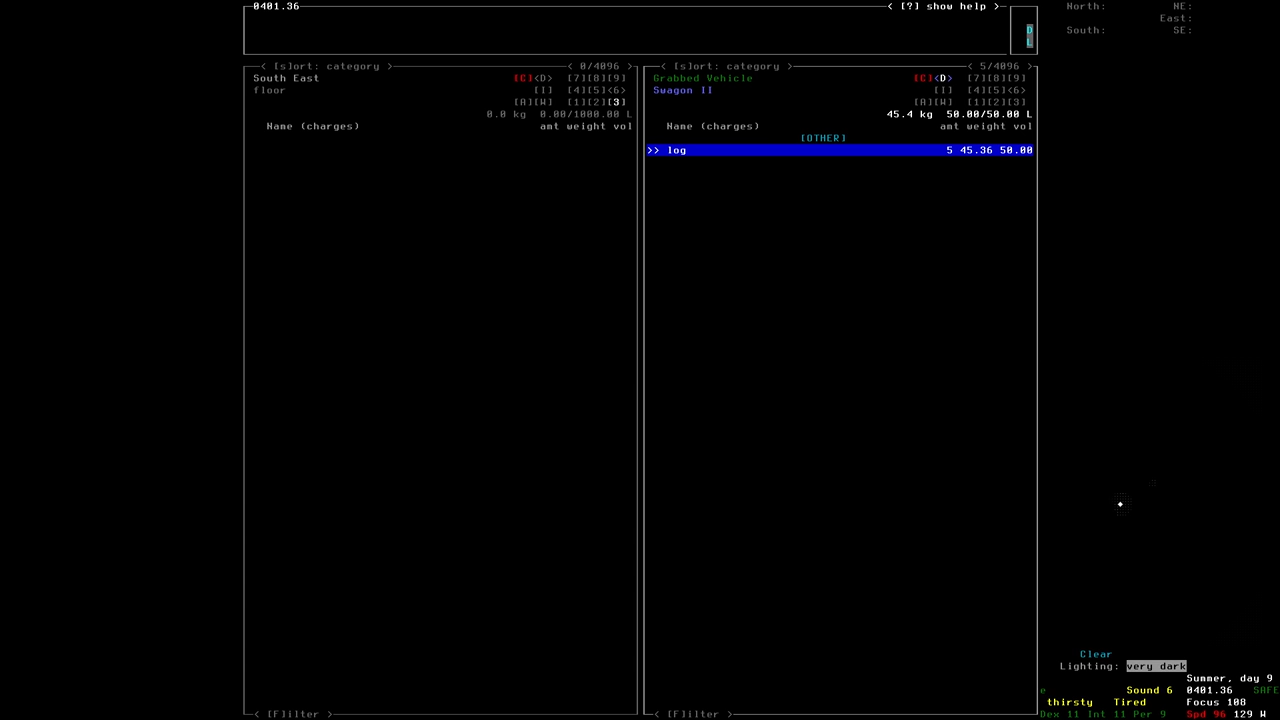 0401.36 < [?] show help >
North: NE:
East:
South: SE:
D
L
< [s]ort: category > < 0/4096 >
South East [C]<D> [7][8][9]
floor [I] [4][5]<6>
[A][W] [1][2][3]
0.0 kg 0.00/1000.00 L
Name (charges) amt weight vol
< [F]ilter >
< [s]ort: category > < 5/4096 >
Grabbed Vehicle [C]<D> [7][8][9]
Swagon II [I] [4][5]<6>
[A][W] [1][2][3]
45.4 kg 50.00/50.00 L
Name (charges) amt weight vol
[OTHER]
>> log 5 45.36 50.00
< [F]ilter >
Clear
Lighting: very dark
Summer, day 9
e Sound 6 0401.36 SAFE
thirsty Tired Focus 108
Dex 11 Int 11 Per 9 Spd 96 129 W